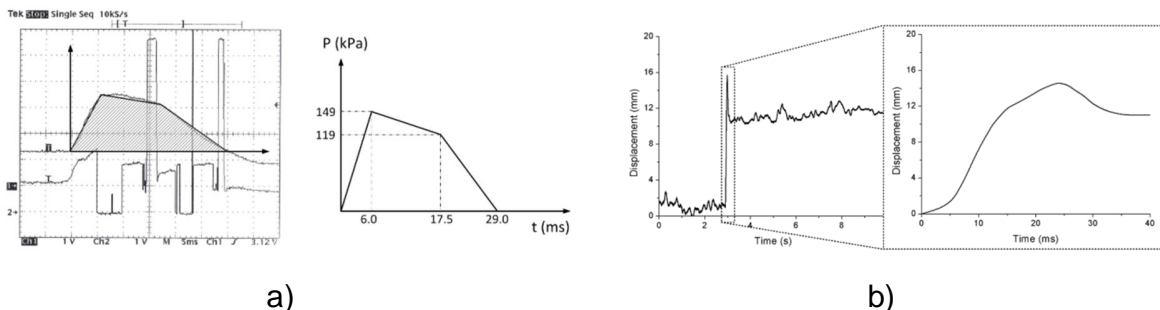 Tek Stop: Single Seq 10kS/s
1
2
Ch1 1 V Ch2 1 V M 5ms Ch1 3.12 V
P (kPa)
149
119
6.0 17.5 29.0
t (ms)
a)
20
16
12
8
4
0
0 2 4 6 8
Displacement (mm)
Time (s)
20
16
12
8
4
0
0 10 20 30 40
Displacement (mm)
Time (ms)
b)